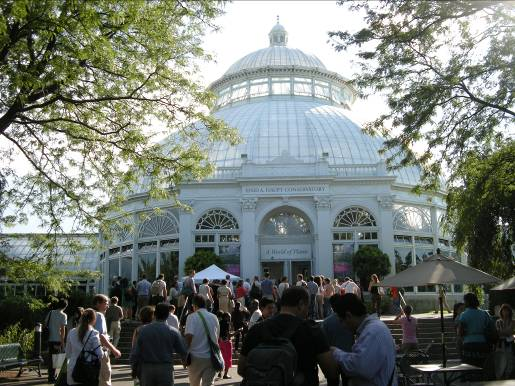 ENID A. HAUPT CONSERVATORY
A World of Plants